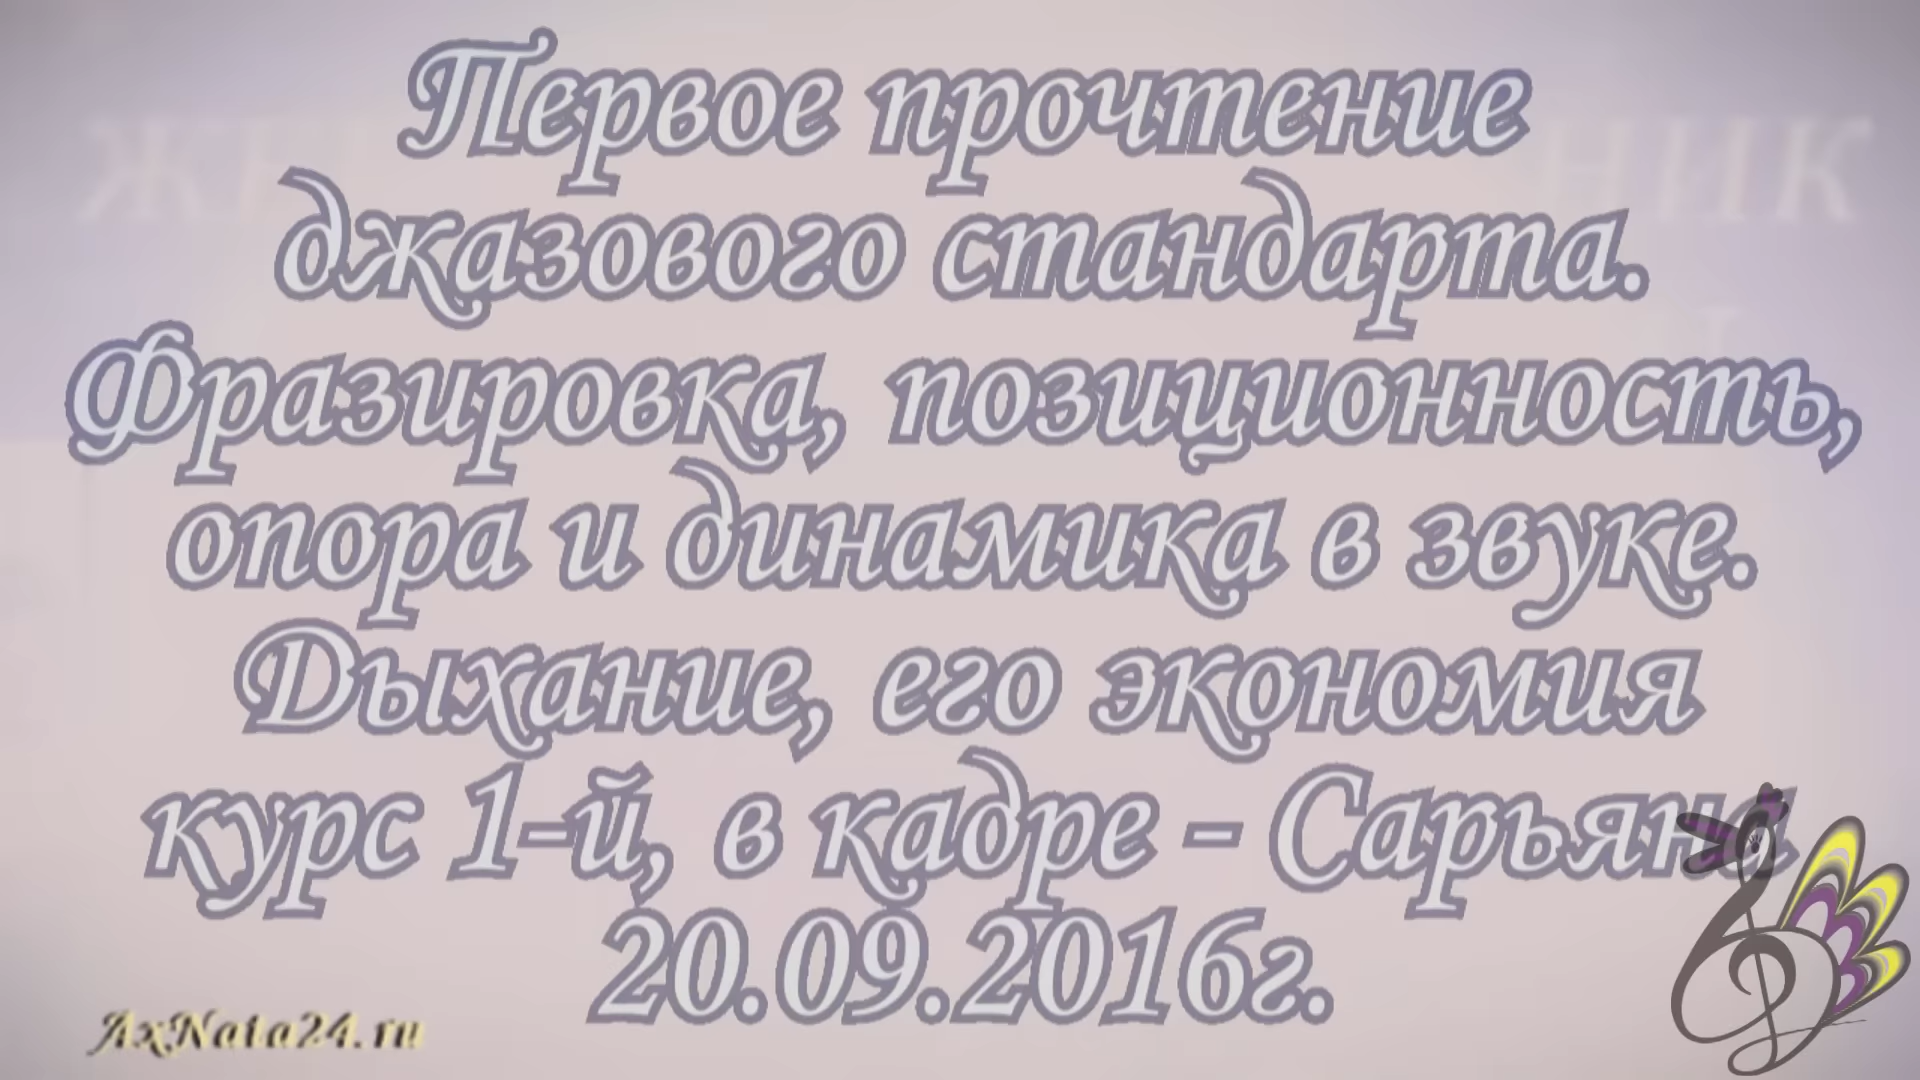 Первое прочтение
джазового стандарта.
Фразировка, позиционность,
опора и динамика в звуке.
Дыхание, его экономия
курс 1-й, в кадре - Сарьяна
20.09.2016г.
AxNata24.ru